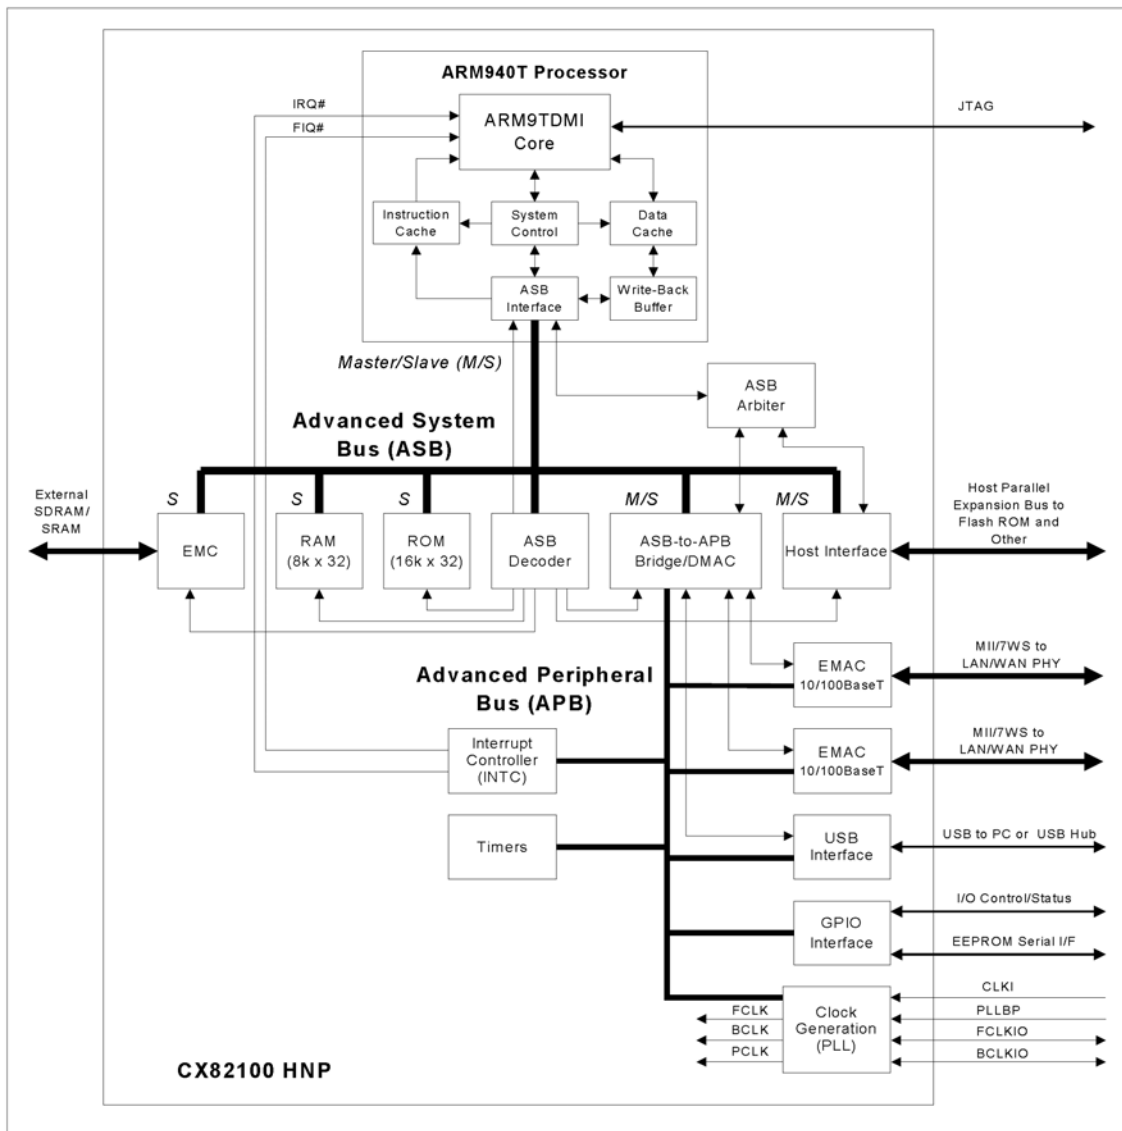 ARM940T Processor
IRQ#
FIQ#
ARM9TDMI
Core
JTAG
Instruction
Cache
System
Control
Data
Cache
ASB
Interface
Write-Back
Buffer
Master/Slave (M/S)
ASB
Arbiter
Advanced System
Bus (ASB)
External
SDRAM/
SRAM
S
S
S
M/S
M/S
Host Parallel
Expansion Bus to
Flash ROM and
Other
EMC
RAM
(8k x 32)
ROM
(16k x 32)
ASB
Decoder
ASB-to-APB
Bridge/DMAC
Host Interface
Advanced Peripheral
Bus (APB)
EMAC
10/100BaseT
MII/7WS to
LAN/WAN PHY
Interrupt
Controller
(INTC)
EMAC
10/100BaseT
MII/7WS to
LAN/WAN PHY
Timers
USB
Interface
USB to PC or USB Hub
GPIO
Interface
I/O Control/Status
EEPROM Serial I/F
FCLK
BCLK
PCLK
Clock
Generation
(PLL)
CLKI
PLLBP
FCLKIO
BCLKIO
CX82100 HNP